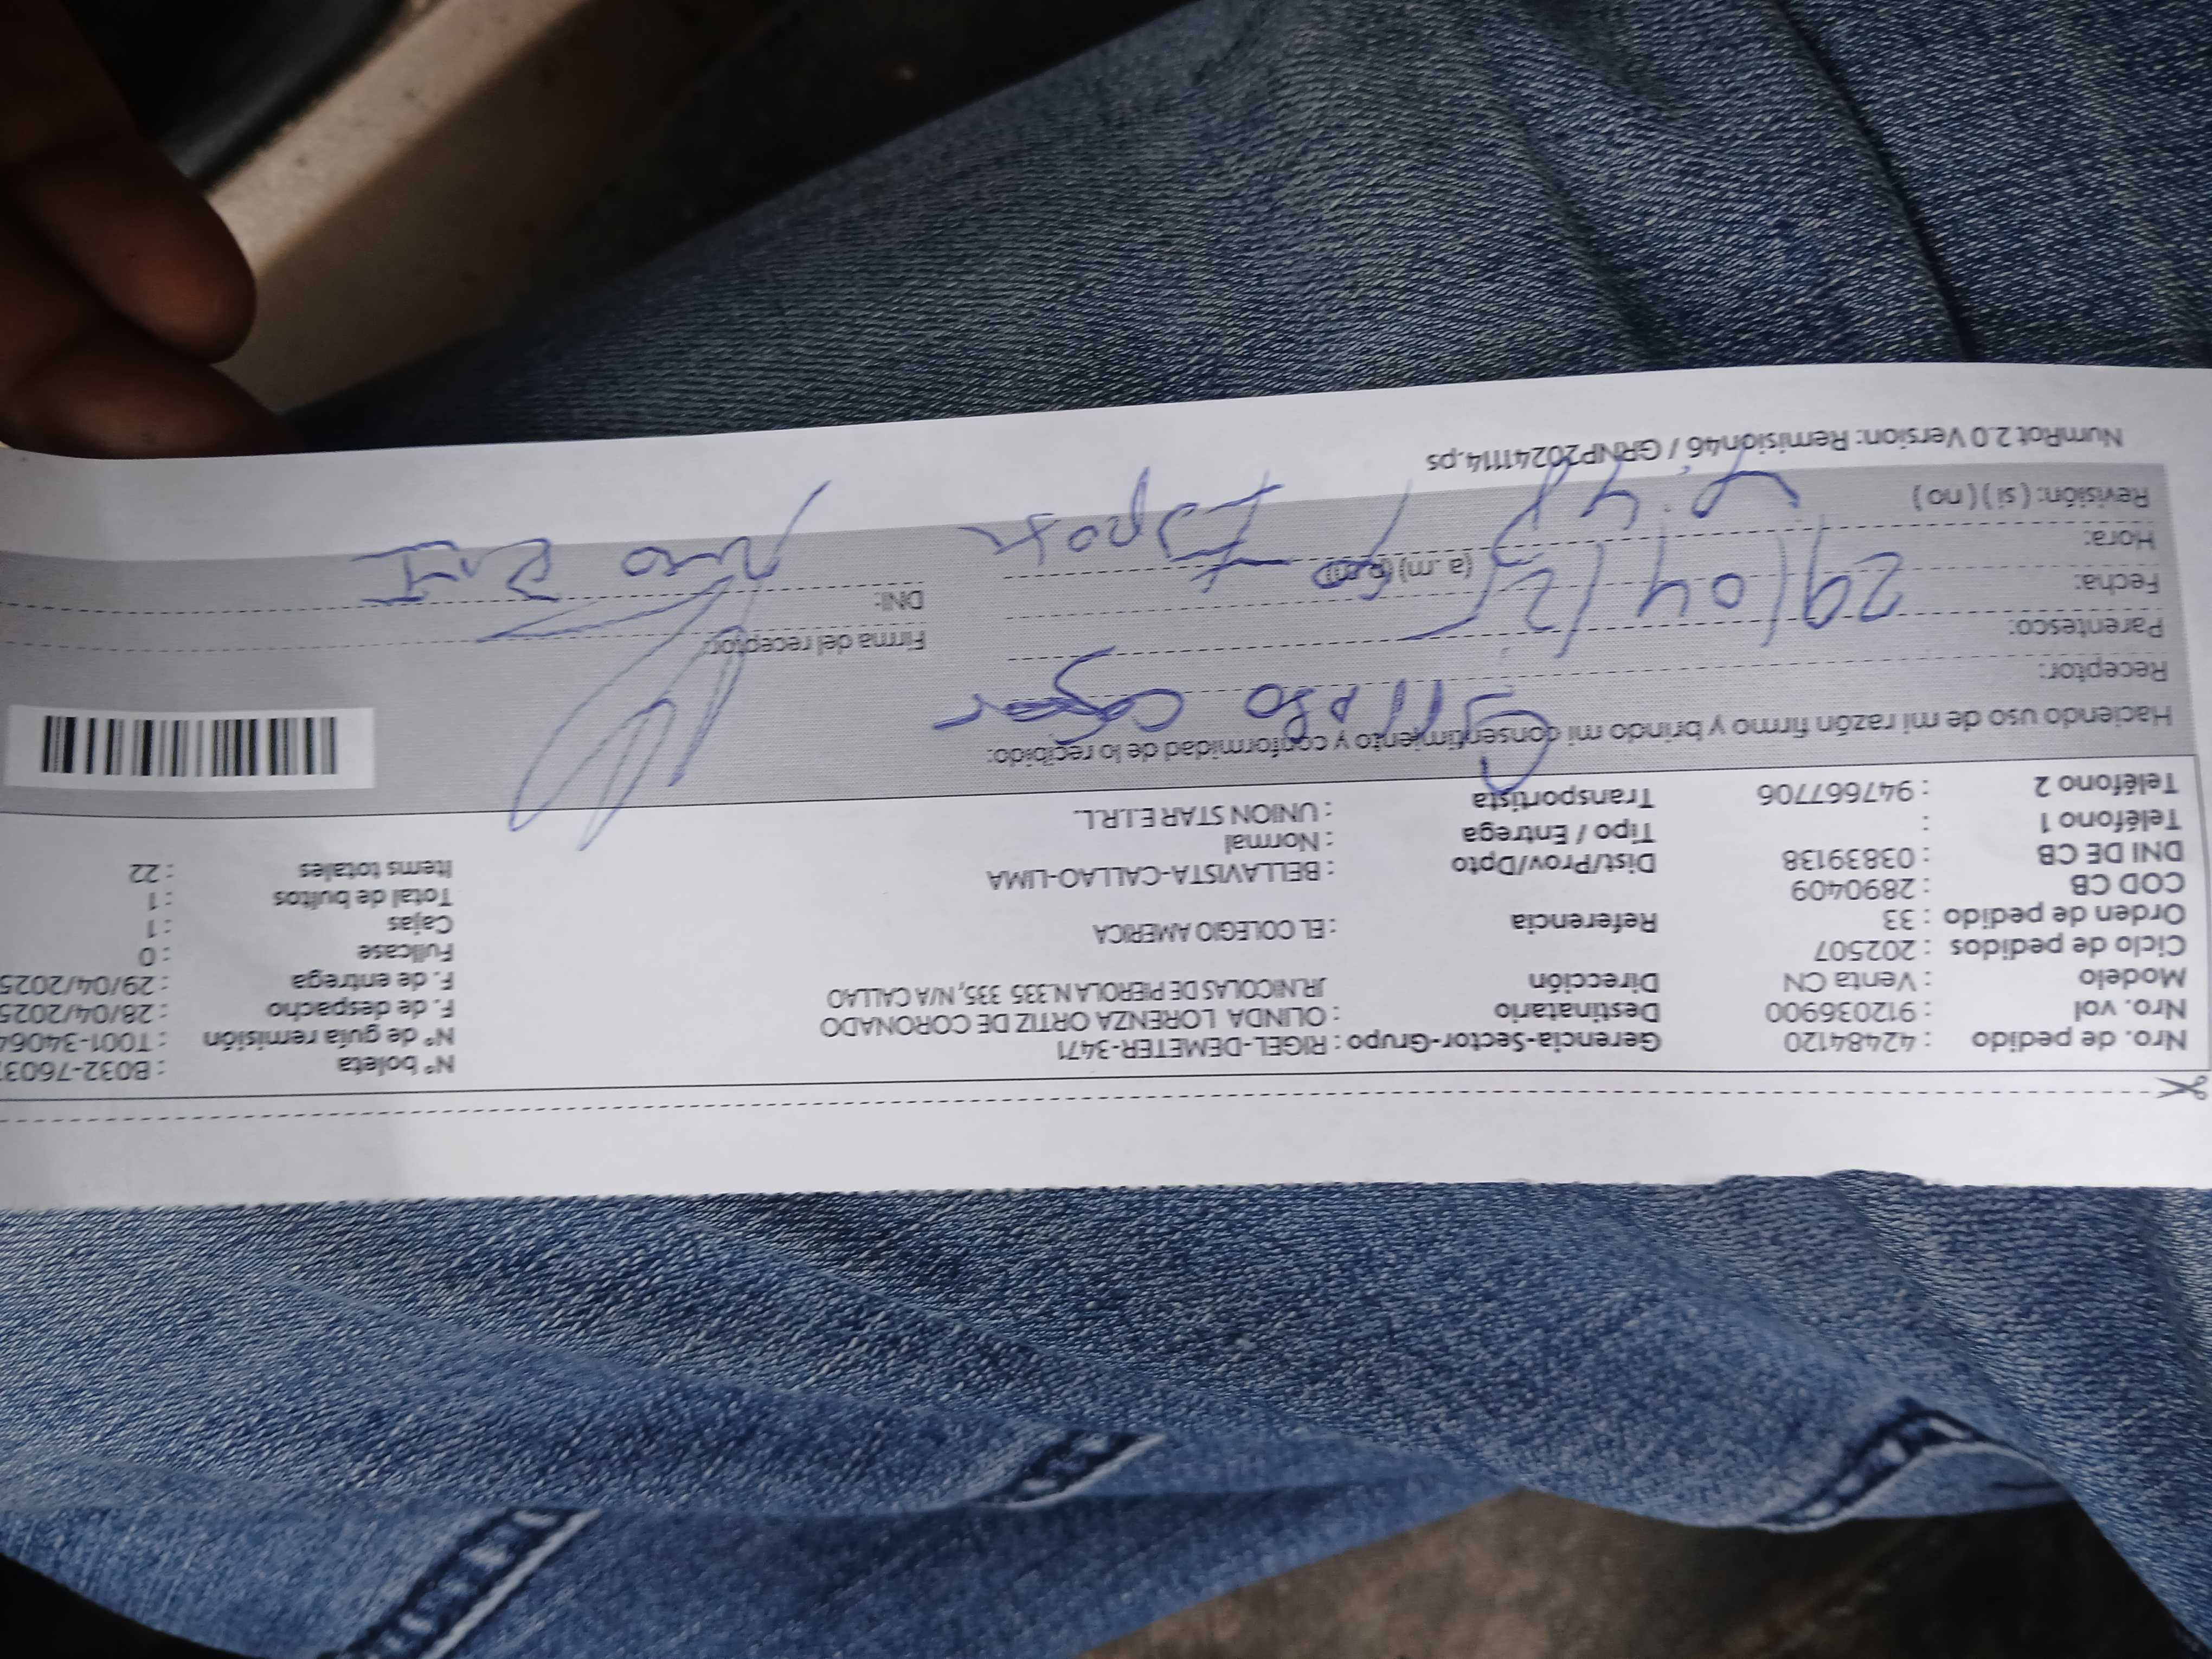 Nro. de pedido : 42484120 Gerencia-Sector-Grupo : RIGEL-DEMETER-3471 N° boleta : B032-7603
Nro. vol : 912036900 Destinatario : OLINDA LORENZA ORTIZ DE CORONADO N° de guía remisión : T001-34064
Modelo : Venta CN Dirección JR.NICOLAS DE PIEROLA N.335 335, N/A CALLAO F. de despacho : 28/04/2025
Ciclo de pedidos : 202507 F. de entrega : 29/04/2025
Orden de pedido : 33 Referencia : EL COLEGIO AMERICA Fullcase : 0
COD CB : 2890409 Cajas : 1
DNI DE CB : 03839138 Dist/Prov/Dpto : BELLAVISTA-CALLAO-LIMA Total de bultos : 1
Teléfono 1 : Tipo / Entrega : Normal Items totales : 22
Teléfono 2 : 947667706 Transportista : UNION STAR E.I.R.L.
Haciendo uso de mi razón firmo y brindo mi consentimiento y conformidad de lo recibido:
Receptor:
Parentesco: Firma del receptor:
Fecha: 29/04/25 DNI:
Hora: (a.m) (p.m)
Revisión: ( si ) ( no )
NumRot 2.0 Version: Remision46 / GRNP20241114.ps